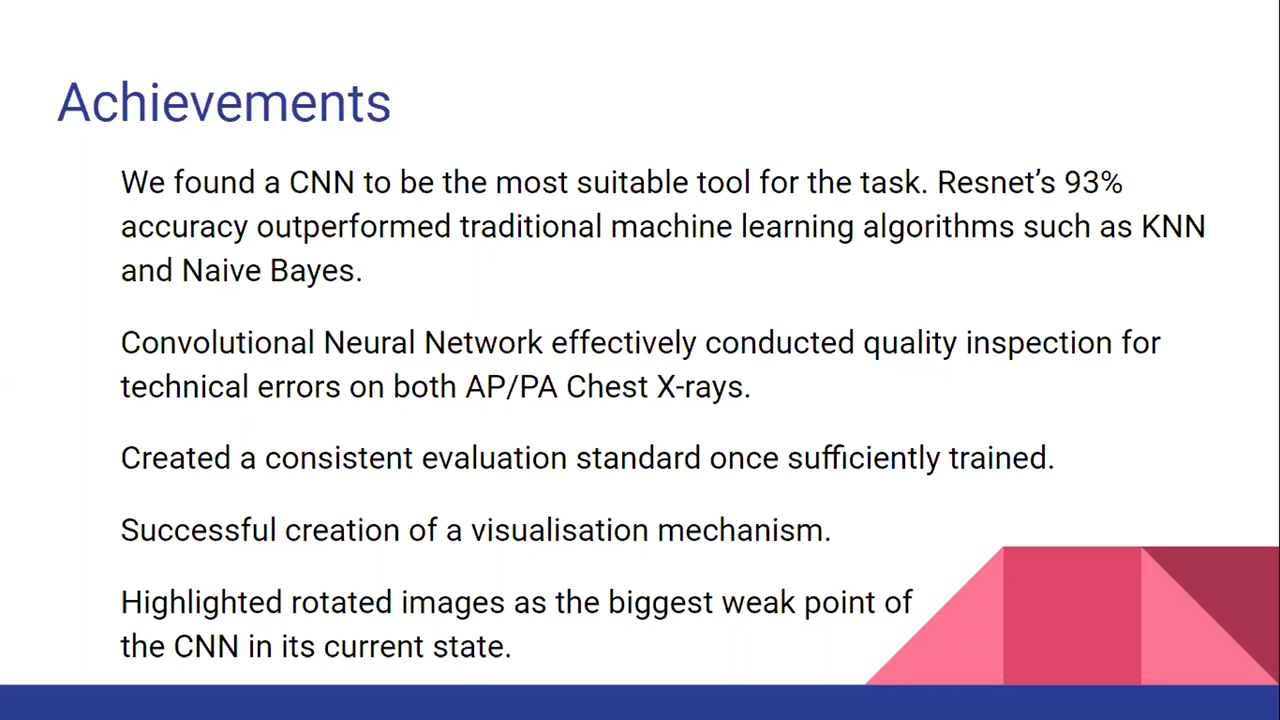 Achievements
We found a CNN to be the most suitable tool for the task. Resnet’s 93%
accuracy outperformed traditional machine learning algorithms such as KNN
and Naive Bayes.
Convolutional Neural Network effectively conducted quality inspection for
technical errors on both AP/PA Chest X-rays.
Created a consistent evaluation standard once sufficiently trained.
Successful creation of a visualisation mechanism.
Highlighted rotated images as the biggest weak point of
the CNN in its current state.